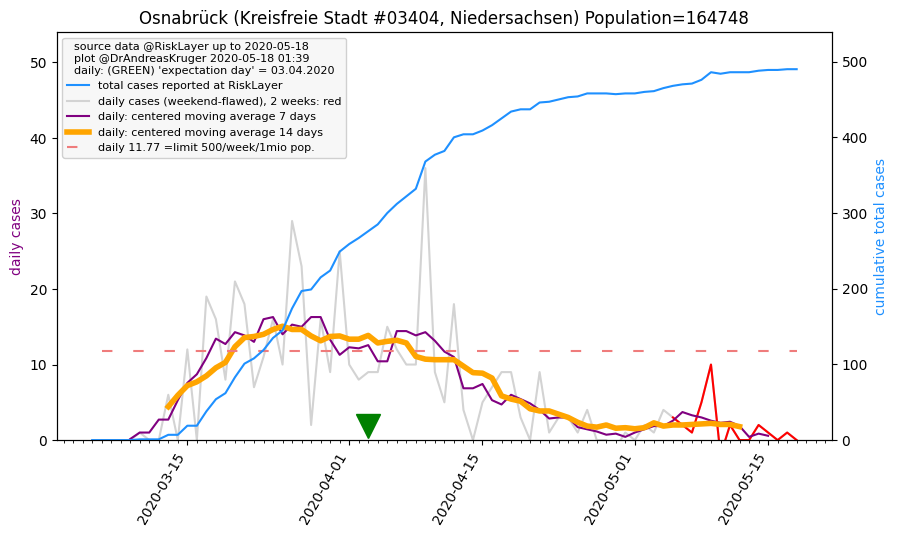 Osnabrück (Kreisfreie Stadt #03404, Niedersachsen) Population=164748
source data @RiskLayer up to 2020-05-18
plot @DrAndreasKruger 2020-05-18 01:39
daily: (GREEN) 'expectation day' = 03.04.2020
total cases reported at RiskLayer
daily cases (weekend-flawed), 2 weeks: red
daily: centered moving average 7 days
daily: centered moving average 14 days
daily 11.77 =limit 500/week/1mio pop.
daily cases
50
40
30
20
10
0
cumulative total cases
500
400
300
200
100
0
2020-03-15
2020-04-01
2020-04-15
2020-05-01
2020-05-15